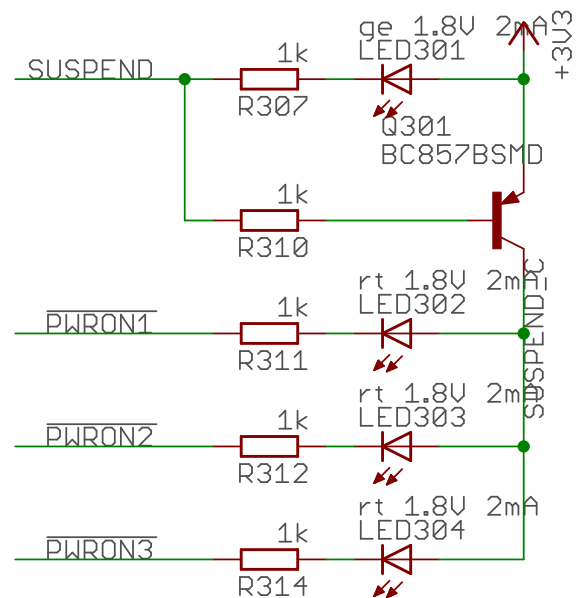 ge 1.8V 2mA
LED301
+3V3
SUSPEND
1k
R307
Q301
BC857BSMD
1k
R310
rt 1.8V 2mA
LED302
SUSPEND_C
PWRON1
1k
R311
rt 1.8V 2mA
LED303
PWRON2
1k
R312
rt 1.8V 2mA
LED304
PWRON3
1k
R314